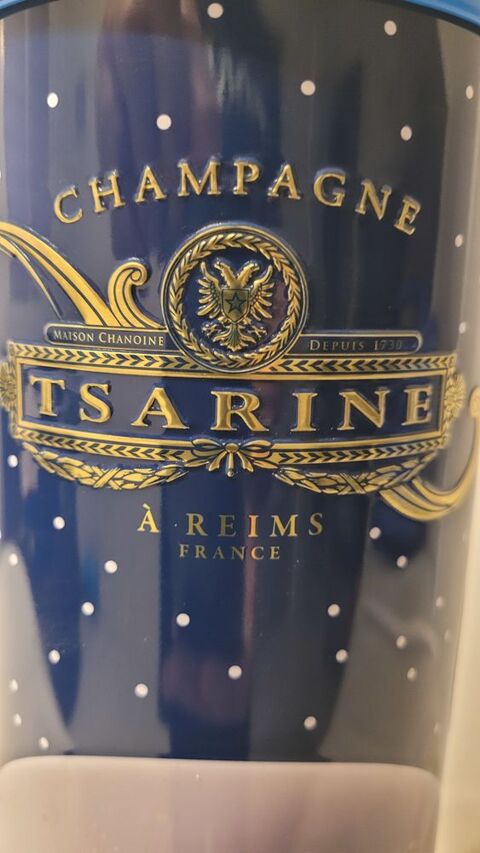 CHAMPAGNE
MAISON CHANOINE DEPUIS 1730
TSARINE
À REIMS
FRANCE